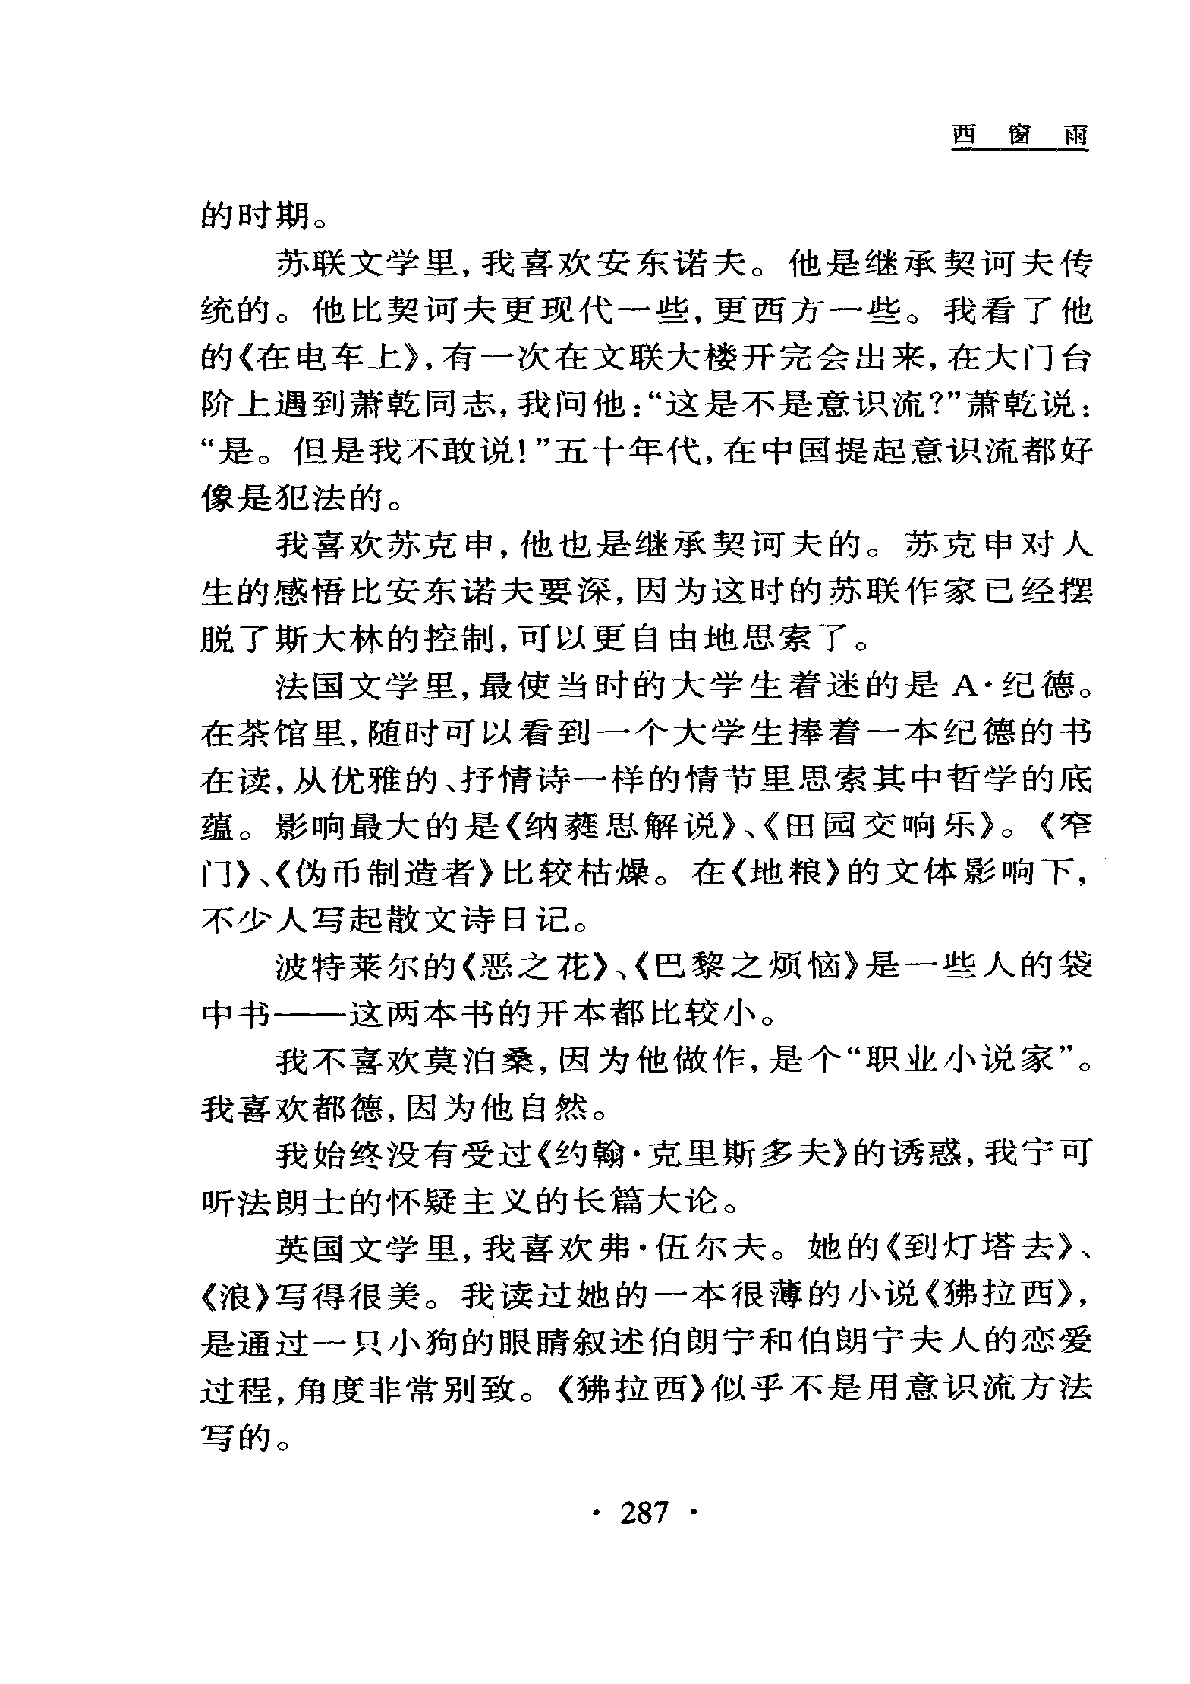 西窗雨
的时期。
苏联文学里,我喜欢安东诺夫。他是继承契诃夫传
统的。他比契诃夫更现代一些,更西方一些。我看了他
的《在电车上》,有一次在文联大楼开完会出来,在大门台
阶上遇到萧乾同志,我问他:“这是不是意识流?”萧乾说:
“是。但是我不敢说!”五十年代,在中国提起意识流都好
像是犯法的。
我喜欢苏克申,他也是继承契诃夫的。苏克申对人
生的感悟比安东诺夫要深,因为这时的苏联作家已经摆
脱了斯大林的控制,可以更自由地思索了。
法国文学里,最使当时的大学生着迷的是 A·纪德。
在茶馆里,随时可以看到一个大学生捧着一本纪德的书
在读,从优雅的、抒情诗一样的情节里思索其中哲学的底
蕴。影响最大的是《纳蕤思解说》、《田园交响乐》。《窄
门》、《伪币制造者》比较枯燥。在《地粮》的文体影响下,
不少人写起散文诗日记。
波特莱尔的《恶之花》、《巴黎之烦恼》是一些人的袋
中书——这两本书的开本都比较小。
我不喜欢莫泊桑,因为他做作,是个“职业小说家”。
我喜欢都德,因为他自然。
我始终没有受过《约翰·克里斯多夫》的诱惑,我宁可
听法朗士的怀疑主义的长篇大论。
英国文学里,我喜欢弗·伍尔夫。她的《到灯塔去》、
《浪》写得很美。我读过她的一本很薄的小说《狒拉西》,
是通过一只小狗的眼睛叙述伯朗宁和伯朗宁夫人的恋爱
过程,角度非常别致。《狒拉西》似乎不是用意识流方法
写的。
· 287 ·